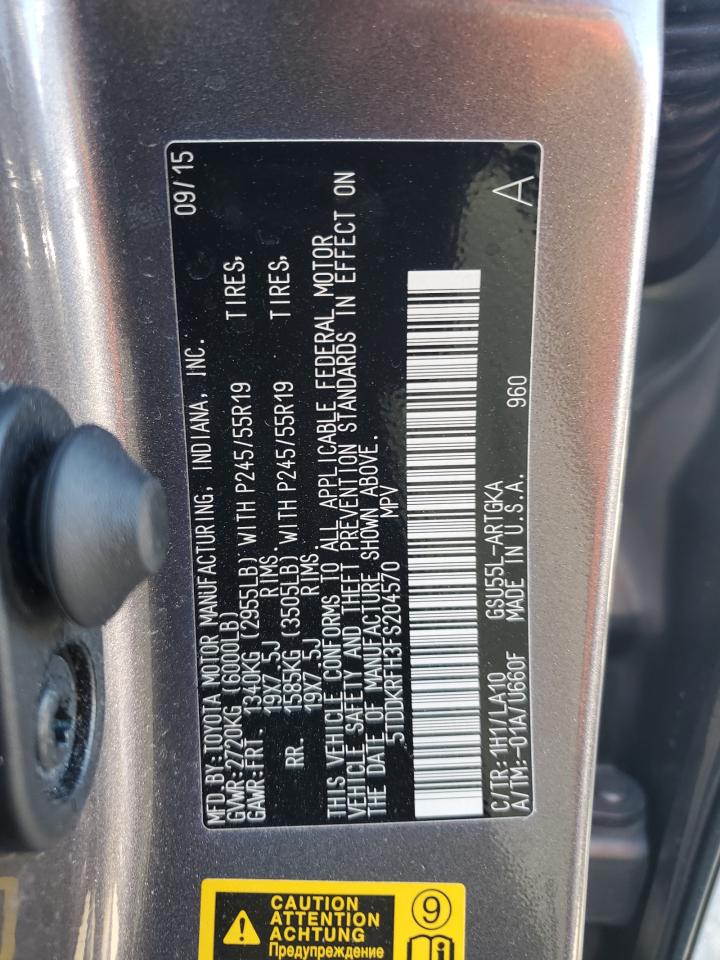 MFD.BY:TOYOTA MOTOR MANUFACTURING, INDIANA, INC. 09/15
GVWR:2720KG (6000LB)
GAWR:FRT. 1340KG (2955LB) WITH P245/55R19 TIRES,
19X7.5J RIMS.
RR. 1585KG (3505LB) WITH P245/55R19 TIRES,
19X7.5J RIMS.
THIS VEHICLE CONFORMS TO ALL APPLICABLE FEDERAL MOTOR
VEHICLE SAFETY AND THEFT PREVENTION STANDARDS IN EFFECT ON
THE DATE OF MANUFACTURE SHOWN ABOVE.
5TDDKRFH3FS204570 MPV
C/TR:1H1/LA10 GSU55L-ARTGKA 960 A
A/TM:-01A/U660F MADE IN U.S.A.
CAUTION
ATTENTION
ACHTUNG
Предупреждение
9